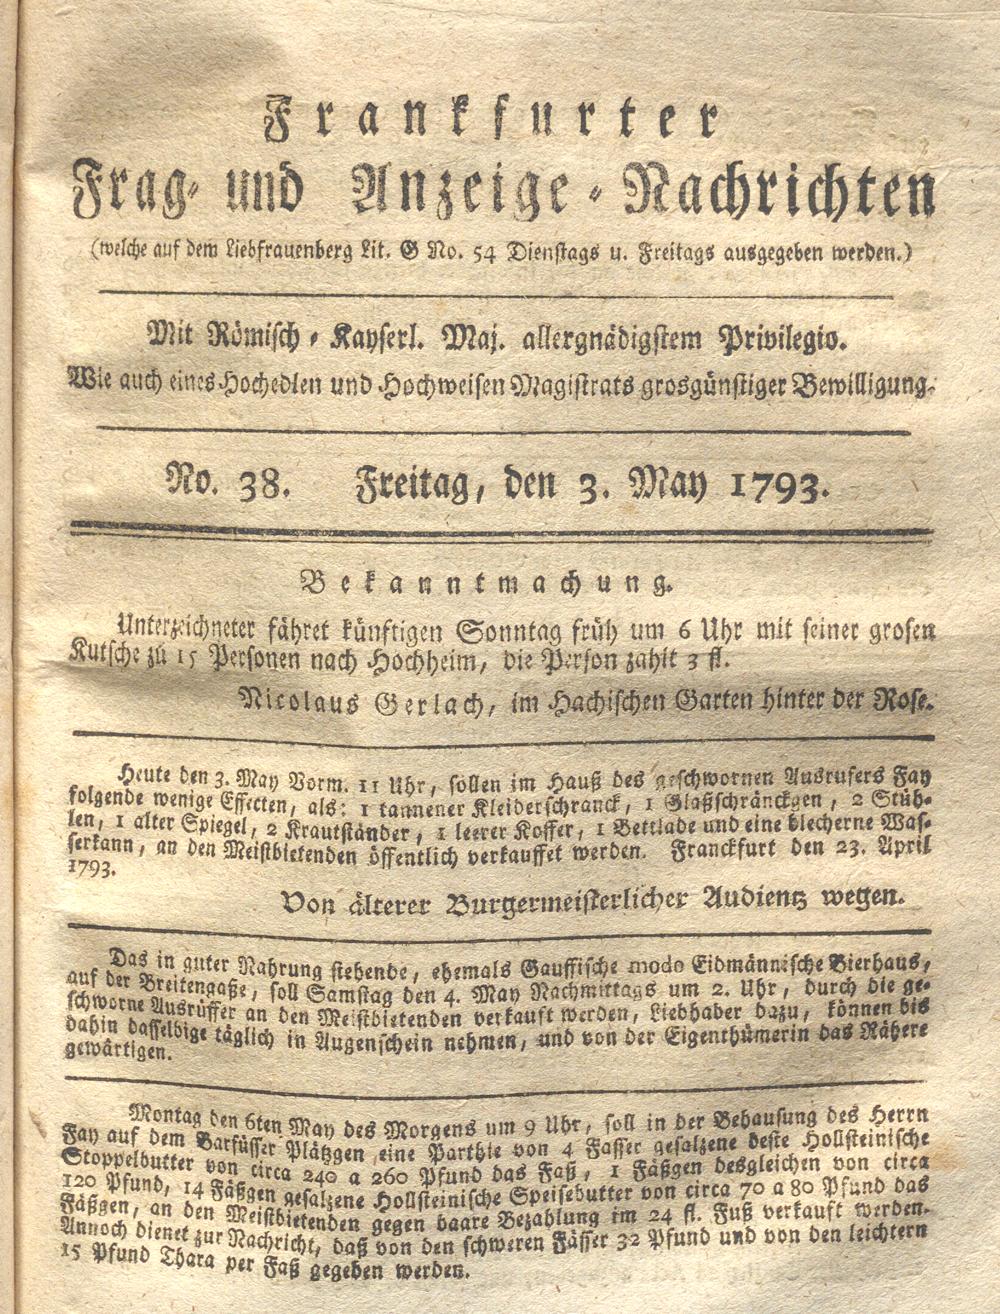 Frankfurter
Frag- und Anzeige-Nachrichten
(welche auf dem Liebfrauenberg Lit. G No. 54 Dienstags u. Freitags ausgegeben werden.)
Mit Römisch-Kayserl. Maj. allergnädigstem Privilegio.
Wie auch eines Hochedlen und Hochweisen Magistrats grosgünstiger Bewilligung.
No. 38. Freitag, den 3. May 1793.
Bekanntmachung.
Unterzeichneter fähret künftigen Sonntag früh um 6 Uhr mit seiner grosen
Kutsche zu 15 Personen nach Hochheim, die Person zahlt 3 fl.
Nicolaus Gerlach, im Hachischen Garten hinter der Rose.
Heute den 3. May Vorm. 11 Uhr, sollen im Hauß des geschwornen Ausrufers Fay
folgende wenige Effecten, als: 1 tannener Kleiderschranck, 1 Glaßschränckgen, 2 Stüh-
len, 1 alter Spiegel, 2 Krautständer, 1 leerer Koffer, 1 Bettlade und eine blecherne Was-
serkann, an den Meistbietenden öffentlich verkauffet werden. Franckfurt den 23. April
1793.
Von älterer Burgermeisterlicher Audientz wegen.
Das in guter Nahrung stehende, ehemals Gauffische modo Eidmännische Bierhaus,
auf der Breitengaße, soll Samstag den 4. May Nachmittags um 2. Uhr, durch die ge-
schworne Ausrüffer an den Meistbietenden verkauft werden, Liebhaber dazu, können bis
dahin dasselbige täglich in Augenschein nehmen, und von der Eigenthümerin das Nähere
gewärtigen.
Montag den 6ten May des Morgens um 9 Uhr, soll in der Behausung des Herrn
Fay auf dem Barfüsser Plätzgen eine Parthie von 4 Fasser gesalzene beste Hollsteinische
Stoppelbutter von circa 240 a 260 Pfund das Faß, 1 Fäßgen desgleichen von circa
120 Pfund, 14 Fäßgen gesalzene Hollsteinische Speisebutter von circa 70 a 80 Pfund das
Fäßgen, an den Meistbietenden gegen baare Bezahlung im 24 fl. Fuß verkauft werden.
Annoch dienet zur Nachricht, daß von den schweren Fässer 32 Pfund und von den leichtern
15 Pfund Thara per Faß gegeben werden.